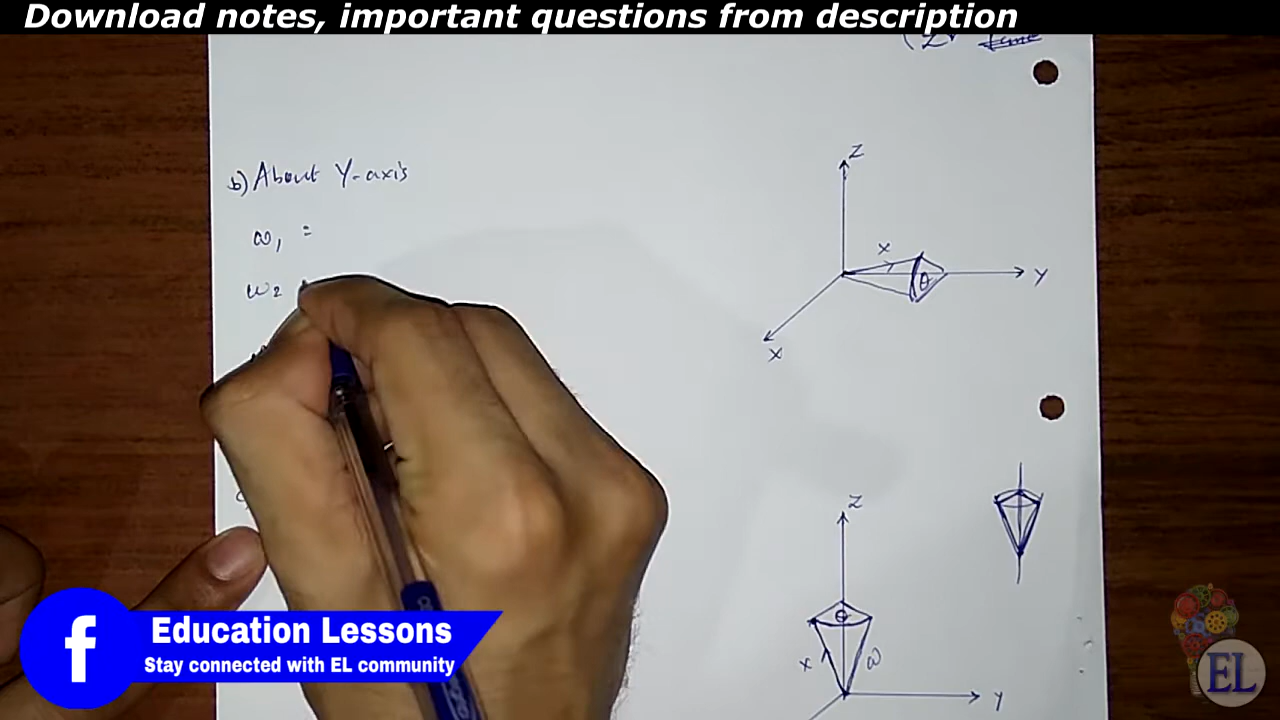 Download notes, important questions from description
b) About Y-axis
ω₁ =
ω₂
Z
x
θ
Y
X
Z
θ
x
ω
Y
f
Education Lessons
Stay connected with EL community
EL